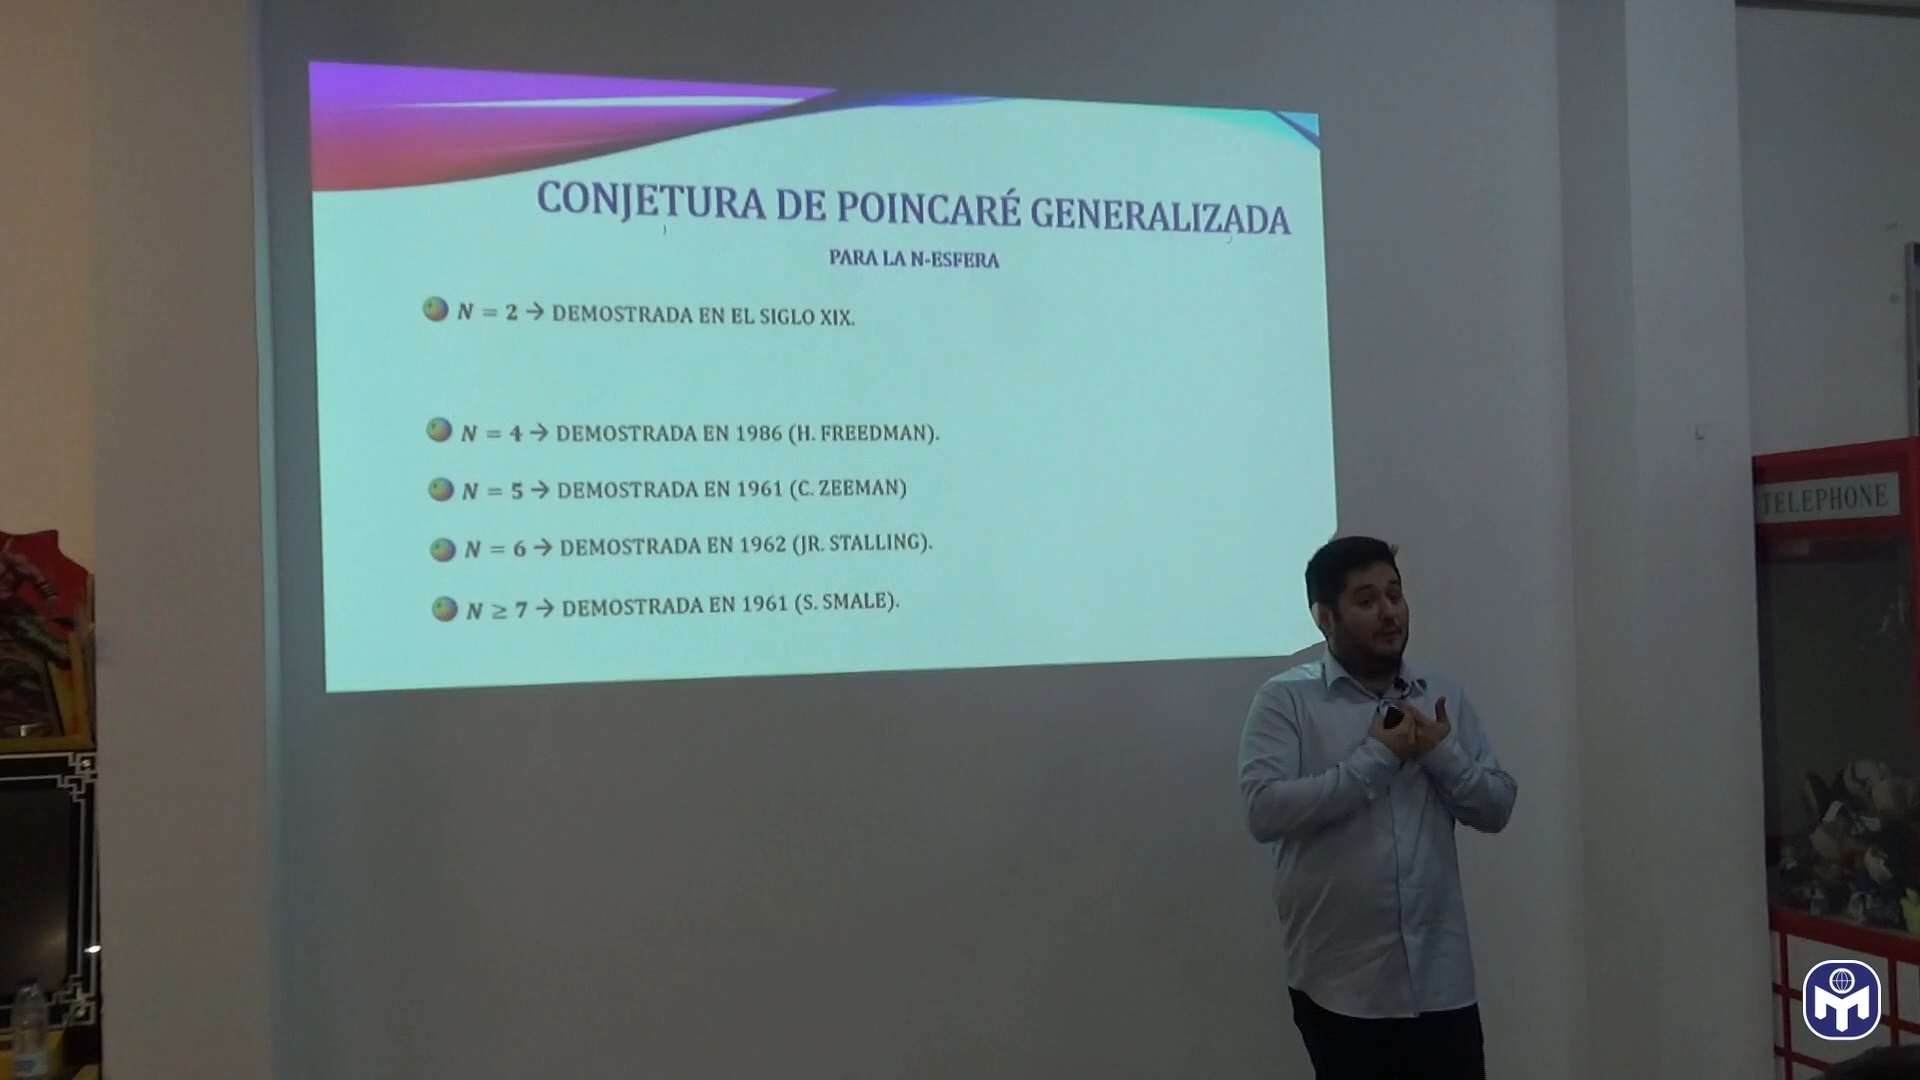 CONJETURA DE POINCARÉ GENERALIZADA
PARA LA N-ESFERA
N = 2 → DEMOSTRADA EN EL SIGLO XIX.
N = 4 → DEMOSTRADA EN 1986 (H. FREEDMAN).
N = 5 → DEMOSTRADA EN 1961 (C. ZEEMAN)
N = 6 → DEMOSTRADA EN 1962 (JR. STALLING).
N ≥ 7 → DEMOSTRADA EN 1961 (S. SMALE).
TELEPHONE